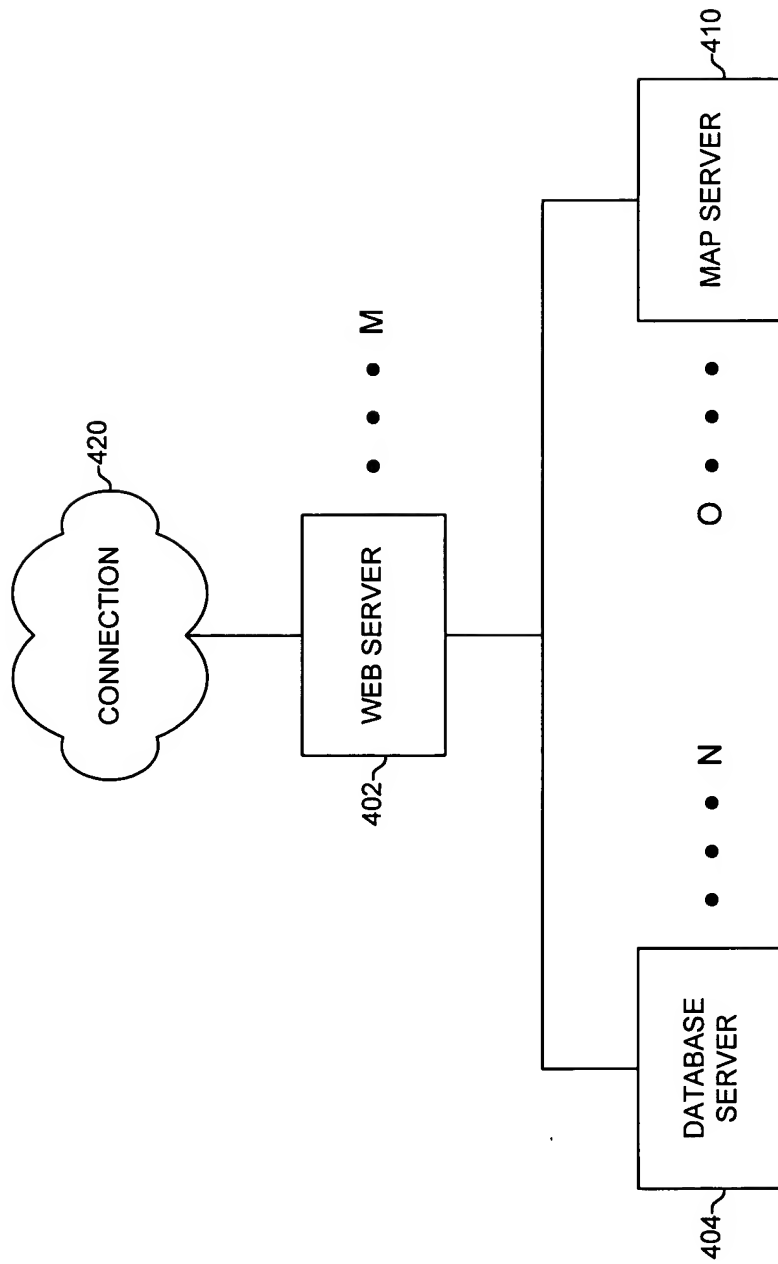 CONNECTION
420
WEB SERVER
402
M
DATABASE
SERVER
404
N
O
MAP SERVER
410